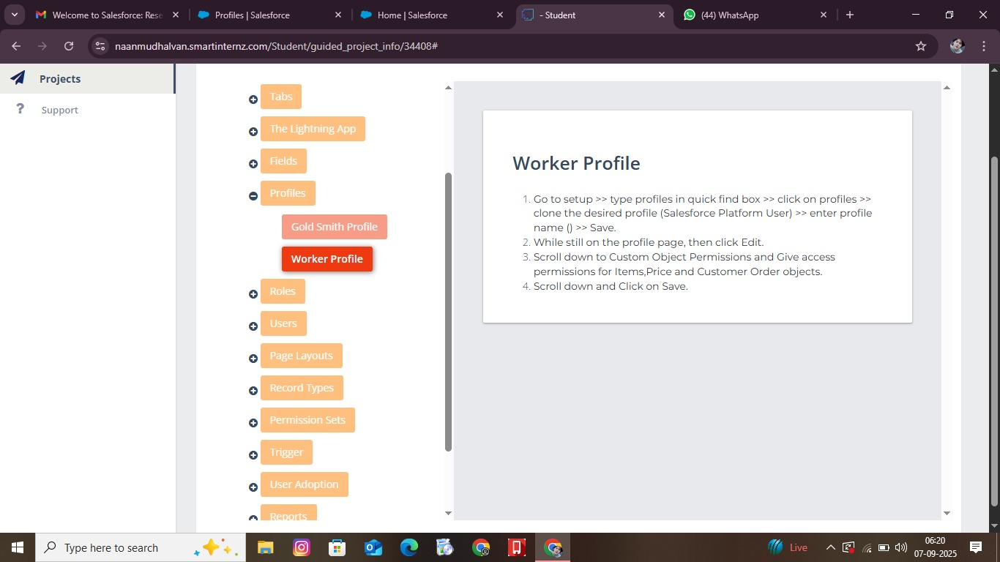 Welcome to Salesforce: Rese
Profiles | Salesforce
Home | Salesforce
- Student
(44) WhatsApp
naanmudhalvan.smartinternz.com/Student/guided_project_info/34408#
Projects
Support
Tabs
The Lightning App
Fields
Profiles
Gold Smith Profile
Worker Profile
Roles
Users
Page Layouts
Record Types
Permission Sets
Trigger
User Adoption
Reports
Worker Profile
1. Go to setup >> type profiles in quick find box >> click on profiles >>
clone the desired profile (Salesforce Platform User) >> enter profile
name () >> Save.
2. While still on the profile page, then click Edit.
3. Scroll down to Custom Object Permissions and Give access
permissions for Items,Price and Customer Order objects.
4. Scroll down and Click on Save.
Type here to search
Live
06:20
07-09-2025